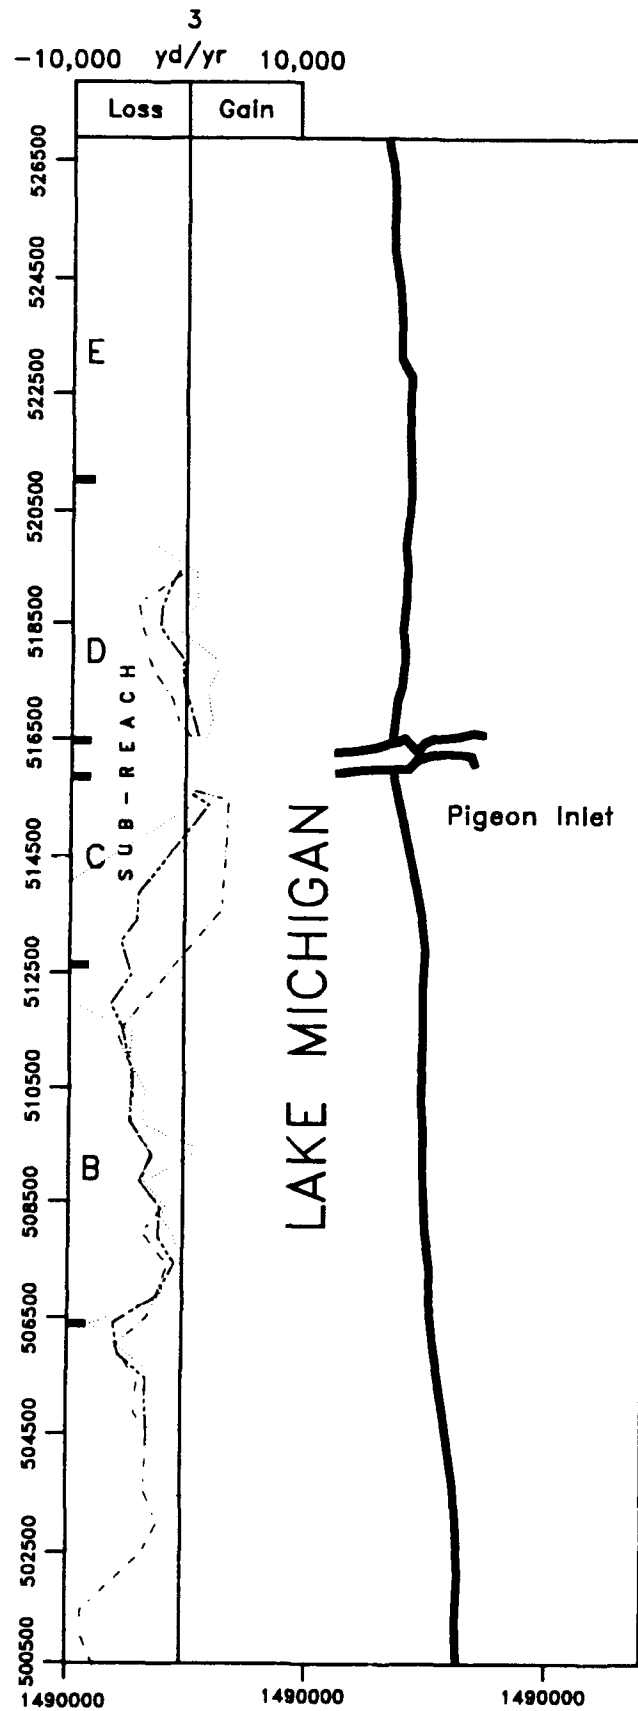 3
-10,000 yd/yr 10,000
Loss Gain
526500
524500
E
522500
520500
518500
D
SUB-REACH
516500
Pigeon Inlet
514500
C
LAKE MICHIGAN
512500
510500
B
508500
506500
504500
502500
500500
1490000 1490000 1490000